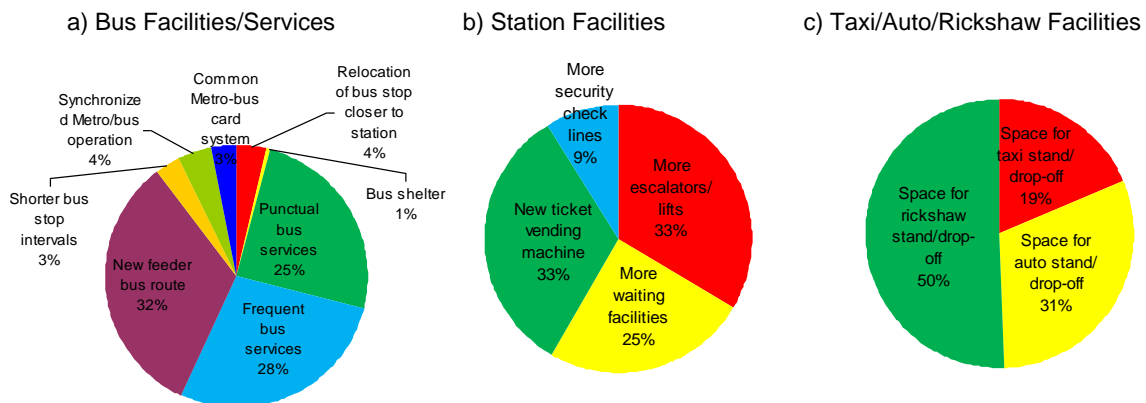 a) Bus Facilities/Services
Synchronize
d Metro/bus
operation
4%
Common
Metro-bus
card
system
3%
Relocation
of bus stop
closer to
station
4%
Bus shelter
1%
Shorter bus
stop
intervals
3%
Punctual
bus
services
25%
New feeder
bus route
32%
Frequent
bus
services
28%
b) Station Facilities
More
security
check
lines
9%
More
escalators/
lifts
33%
New ticket
vending
machine
33%
More
waiting
facilities
25%
c) Taxi/Auto/Rickshaw Facilities
Space for
taxi stand/
drop-off
19%
Space for
rickshaw
stand/drop-
off
50%
Space for
auto stand/
drop-off
31%